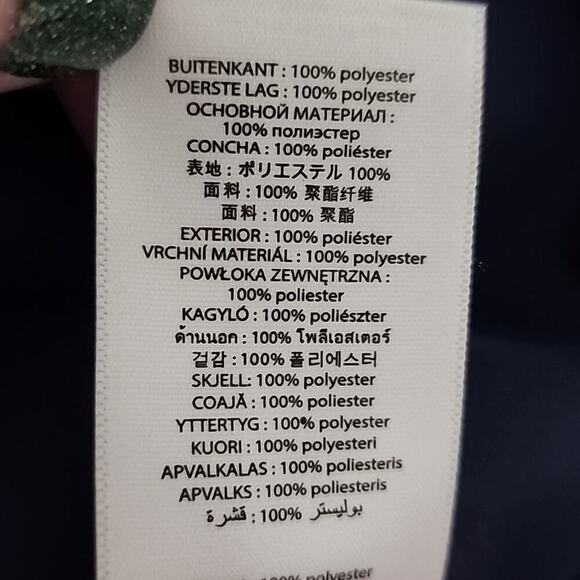 BUITENKANT : 100% polyester
YDERSTE LAG : 100% polyester
ОСНОВНОЙ МАТЕРИАЛ :
100% полиэстер
CONCHA : 100% poliéster
表地 : ポリエステル 100%
面料 : 100% 聚酯纤维
面料 : 100% 聚酯
EXTERIOR : 100% poliéster
VRCHNÍ MATERIÁL : 100% polyester
POWŁOKA ZEWNĘTRZNA :
100% poliester
KAGYLÓ : 100% poliészter
ด้านนอก : 100% โพลีเอสเตอร์
겉감 : 100% 폴리에스터
SKJELL: 100% polyester
COAJĂ : 100% poliester
YTTERTYG : 100% polyester
KUORI : 100% polyesteri
APVALKALAS : 100% poliesteris
APVALKS : 100% poliesteris
قشرة : 100% بوليستر
100% polyester